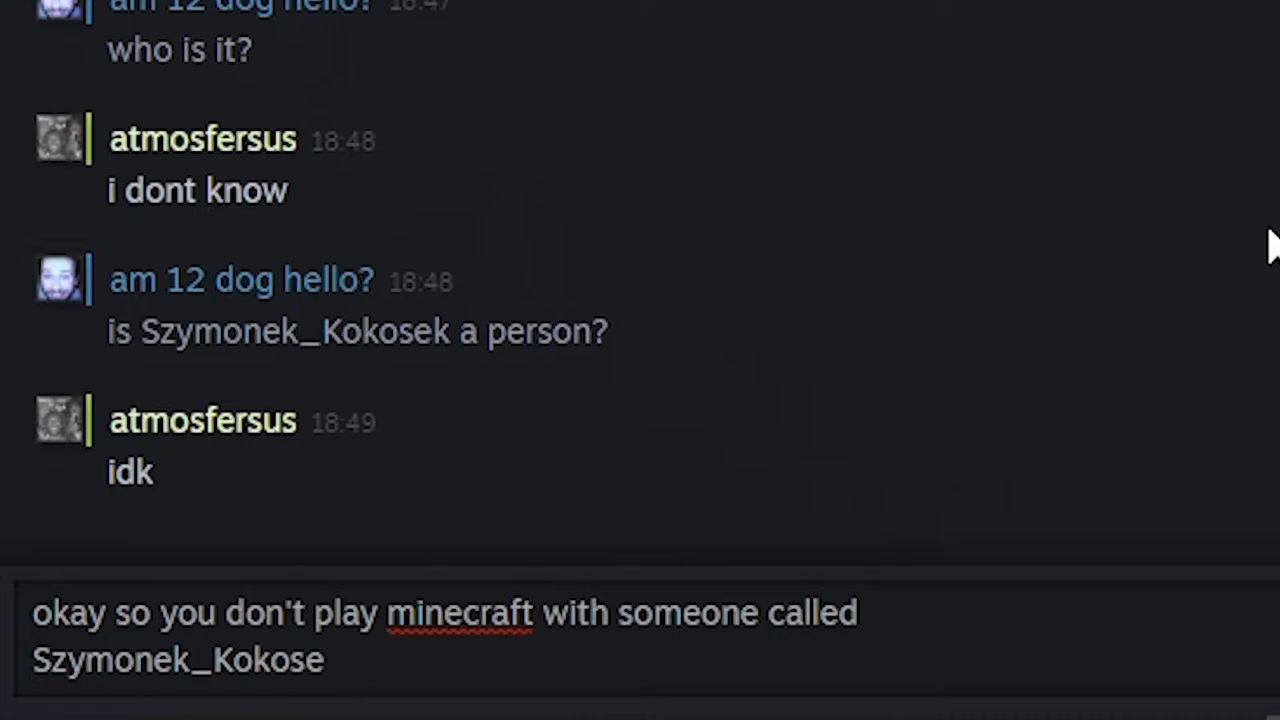 am 12 dog hello? 18:47
who is it?
atmosfersus 18:48
i dont know
am 12 dog hello? 18:48
is Szymonek_Kokosek a person?
atmosfersus 18:49
idk
okay so you don't play minecraft with someone called
Szymonek_Kokose